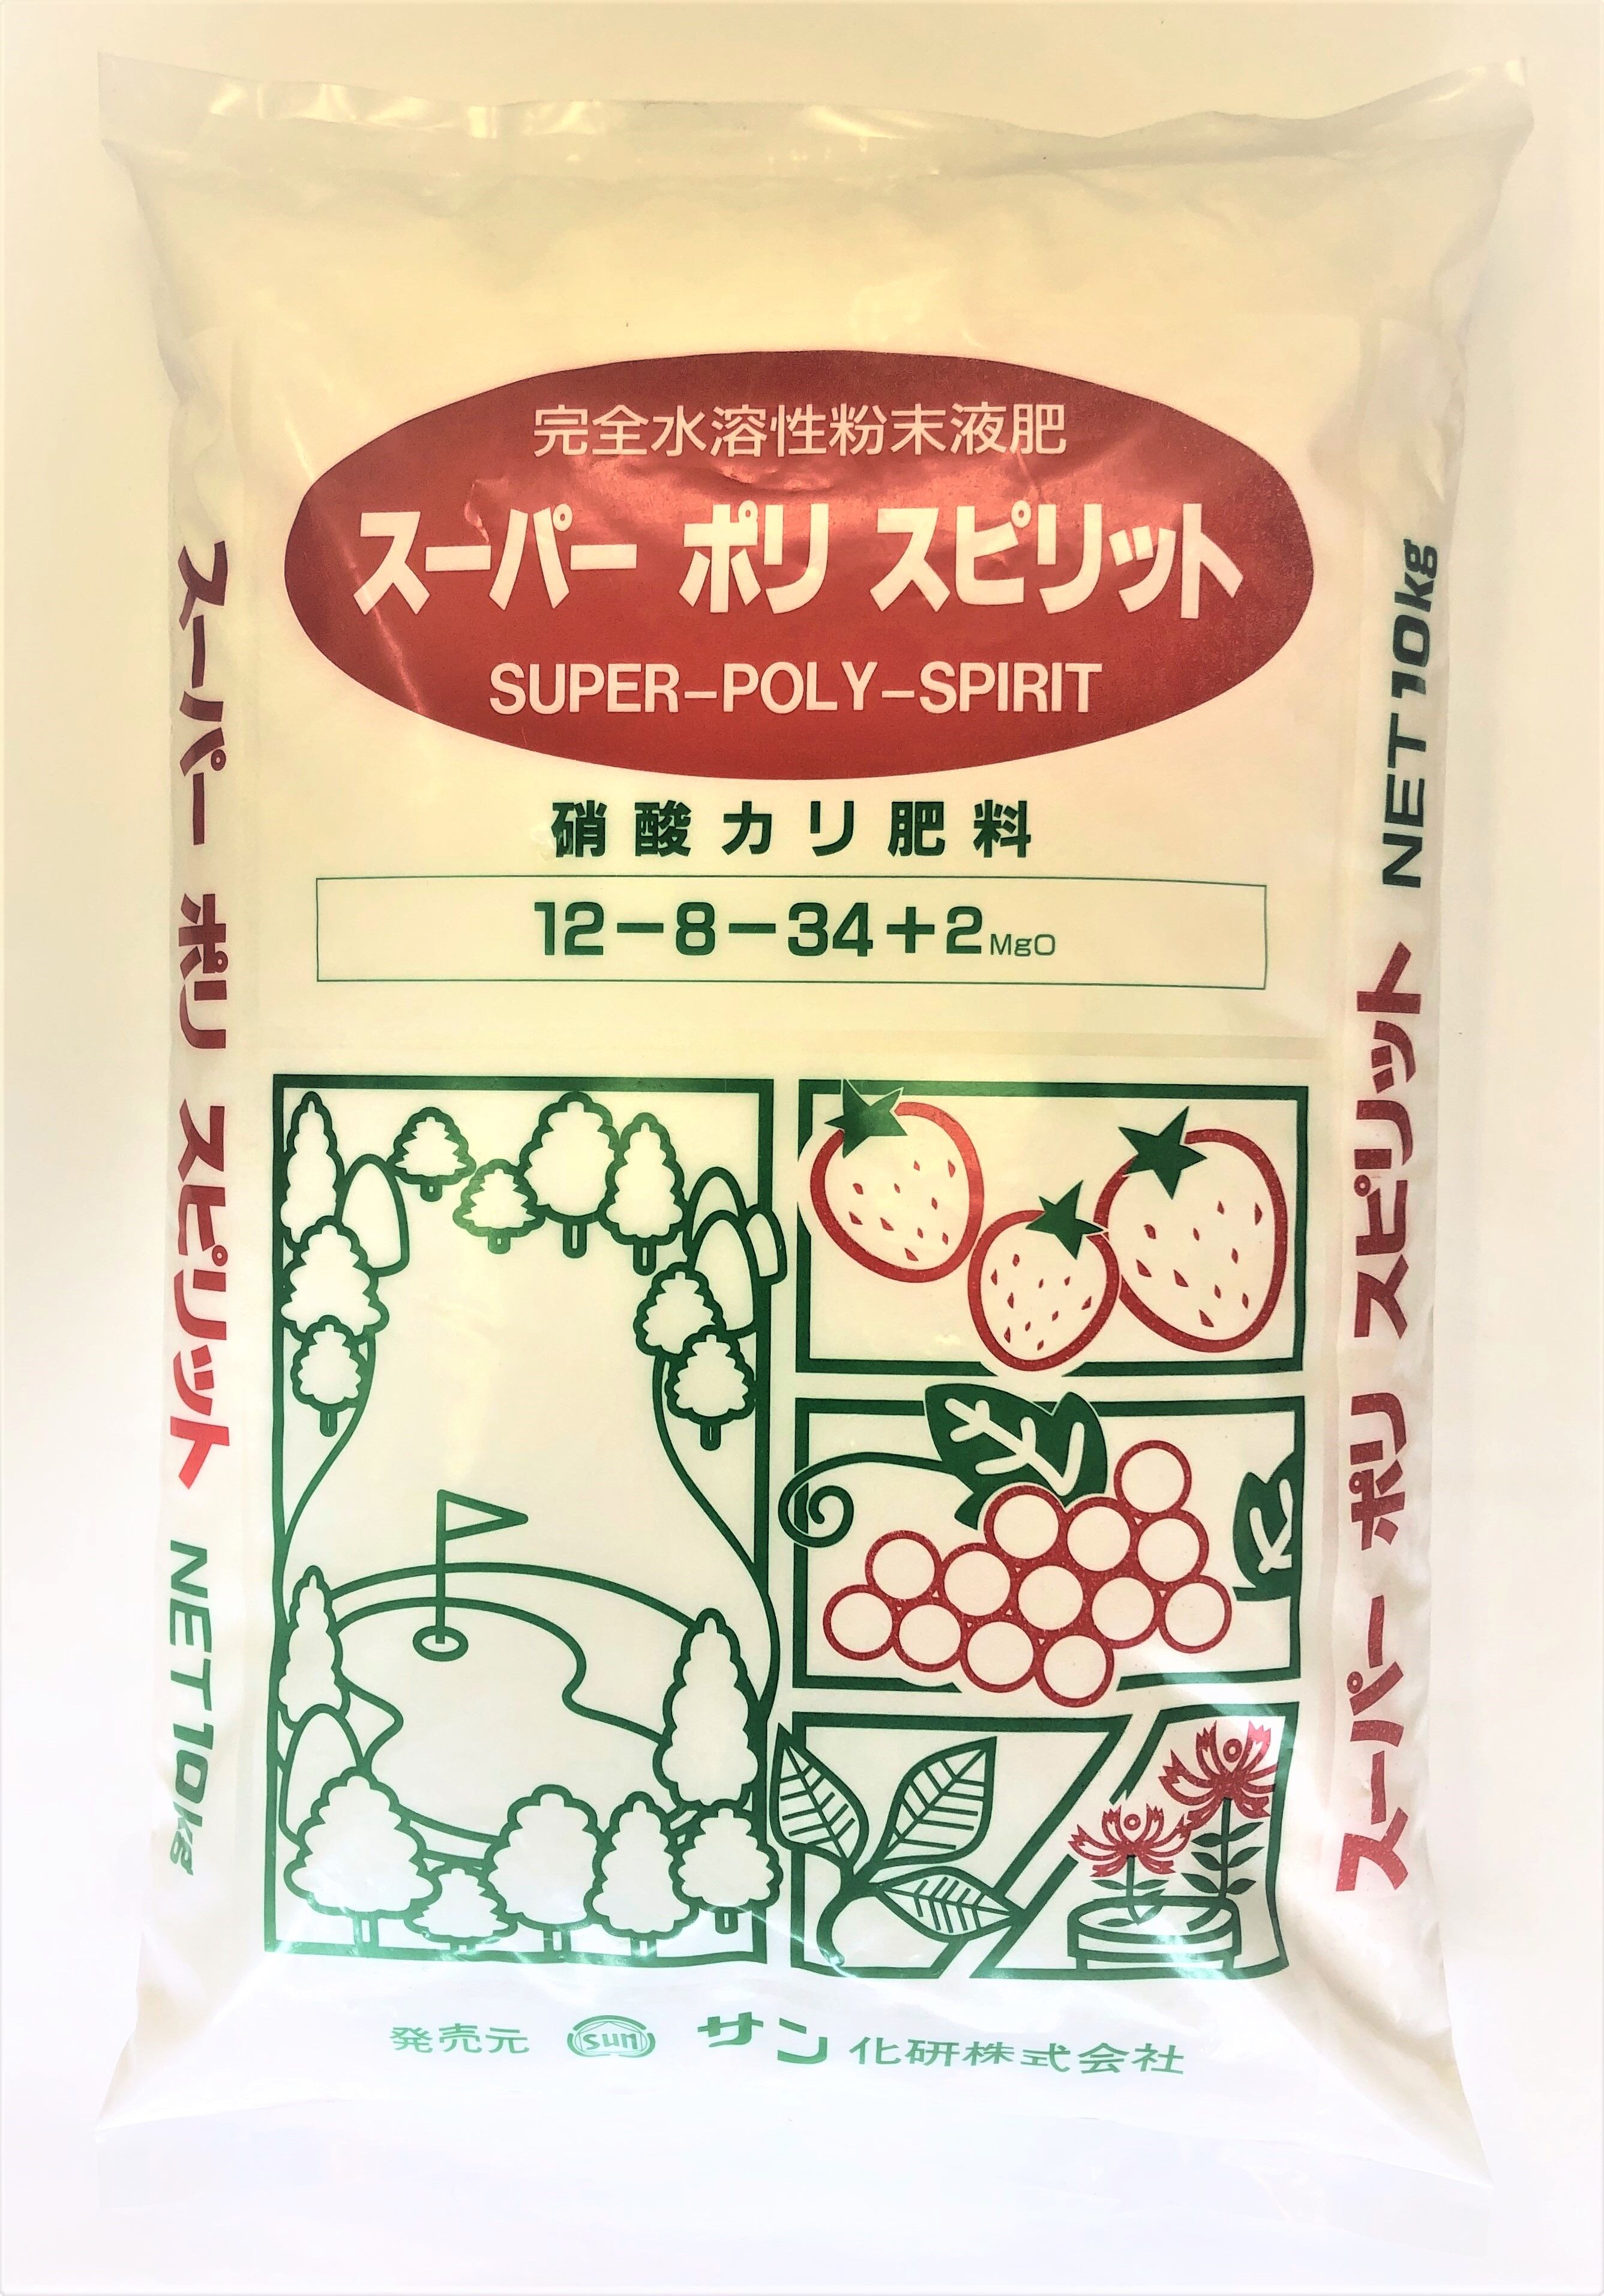 完全水溶性粉末液肥
スーパー ポリ スピリット
SUPER-POLY-SPIRIT
硝酸カリ肥料
12-8-34+2MgO
スーパー ポリ スピリット NET10kg
スーパー ポリ スピリット NET10kg
発売元 sun サン化研株式会社